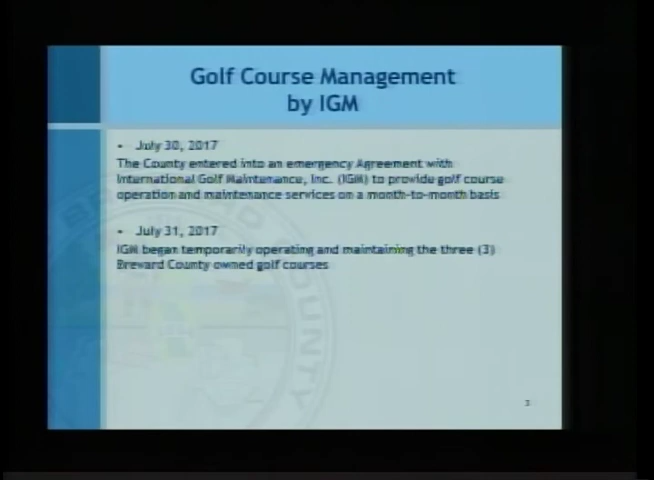 Golf Course Management
by IGM
• July 30, 2017
The County entered into an emergency Agreement with
International Golf Maintenance, Inc. (IGM) to provide golf course
operation and maintenance services on a month-to-month basis
• July 31, 2017
IGM began temporarily operating and maintaining the three (3)
Brevard County owned golf courses
COUNTY
3